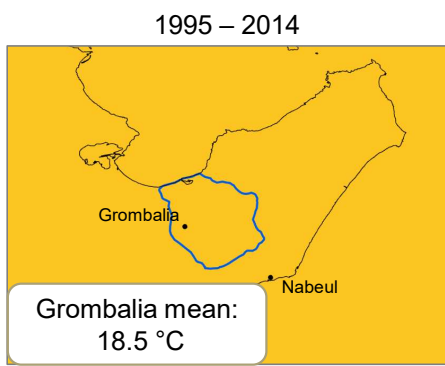 1995 – 2014
Grombalia
Nabeul
Grombalia mean:
18.5 °C